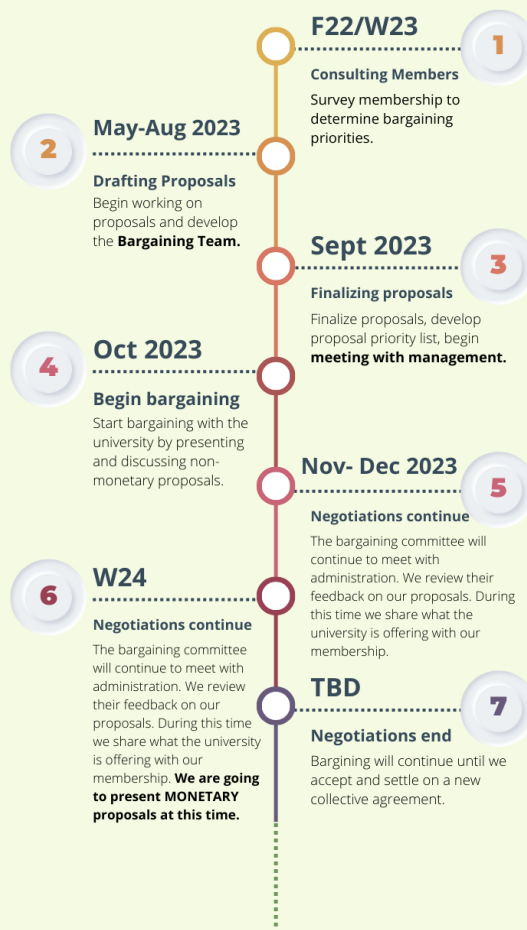 F22/W23
1
Consulting Members
Survey membership to
determine bargaining
priorities.
2
May-Aug 2023
Drafting Proposals
Begin working on
proposals and develop
the Bargaining Team.
Sept 2023
3
Finalizing proposals
Finalize proposals, develop
proposal priority list, begin
meeting with management.
4
Oct 2023
Begin bargaining
Start bargaining with the
university by presenting
and discussing non-
monetary proposals.
Nov- Dec 2023
5
Negotiations continue
The bargaining committee will
continue to meet with
administration. We review their
feedback on our proposals. During
this time we share what the
university is offering with our
membership.
6
W24
Negotiations continue
The bargaining committee
will continue to meet with
administration. We review
their feedback on our
proposals. During this time
we share what the university
is offering with our
membership. We are going
to present MONETARY
proposals at this time.
TBD
7
Negotiations end
Bargining will continue until we
accept and settle on a new
collective agreement.